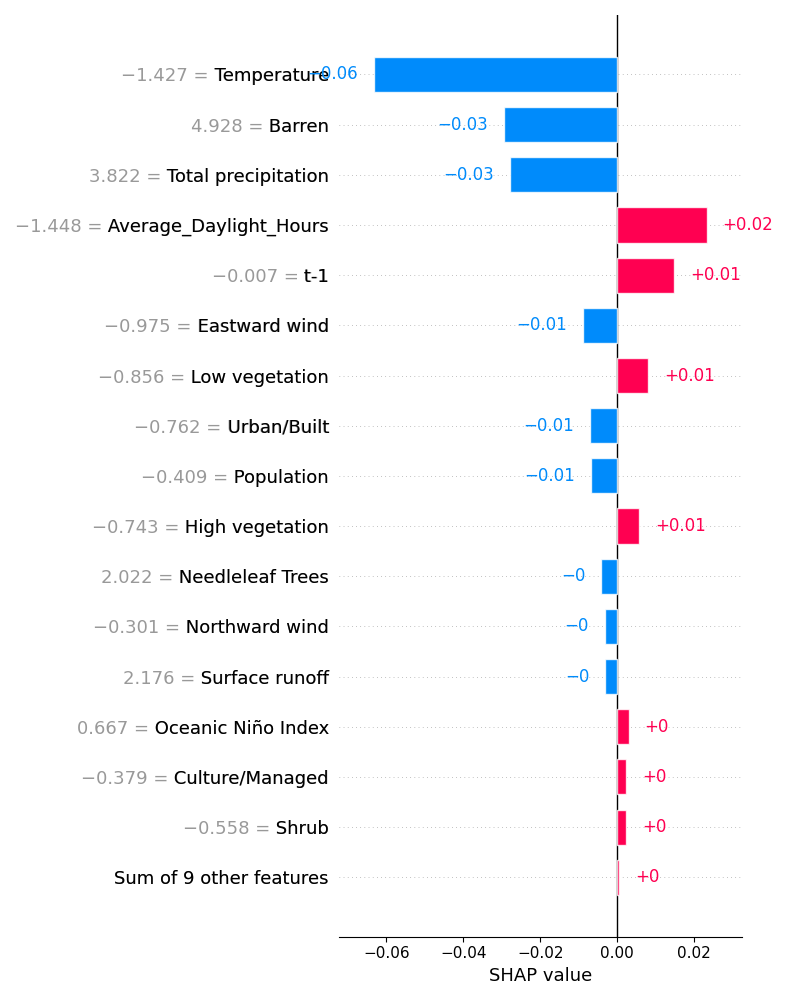 −1.427 = Temperature −0.06
4.928 = Barren −0.03
3.822 = Total precipitation −0.03
−1.448 = Average_Daylight_Hours +0.02
−0.007 = t-1 +0.01
−0.975 = Eastward wind −0.01
−0.856 = Low vegetation +0.01
−0.762 = Urban/Built −0.01
−0.409 = Population −0.01
−0.743 = High vegetation +0.01
2.022 = Needleleaf Trees −0
−0.301 = Northward wind −0
2.176 = Surface runoff −0
0.667 = Oceanic Niño Index +0
−0.379 = Culture/Managed +0
−0.558 = Shrub +0
Sum of 9 other features +0
−0.06 −0.04 −0.02 0.00 0.02
SHAP value